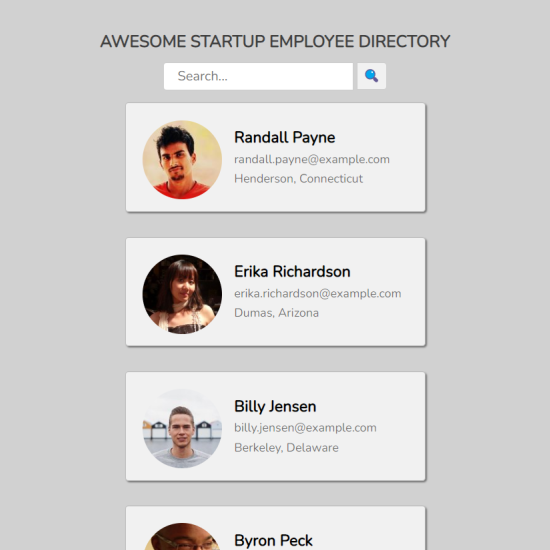 AWESOME STARTUP EMPLOYEE DIRECTORY
Search...
Randall Payne
randall.payne@example.com
Henderson, Connecticut
Erika Richardson
erika.richardson@example.com
Dumas, Arizona
Billy Jensen
billy.jensen@example.com
Berkeley, Delaware
Byron Peck